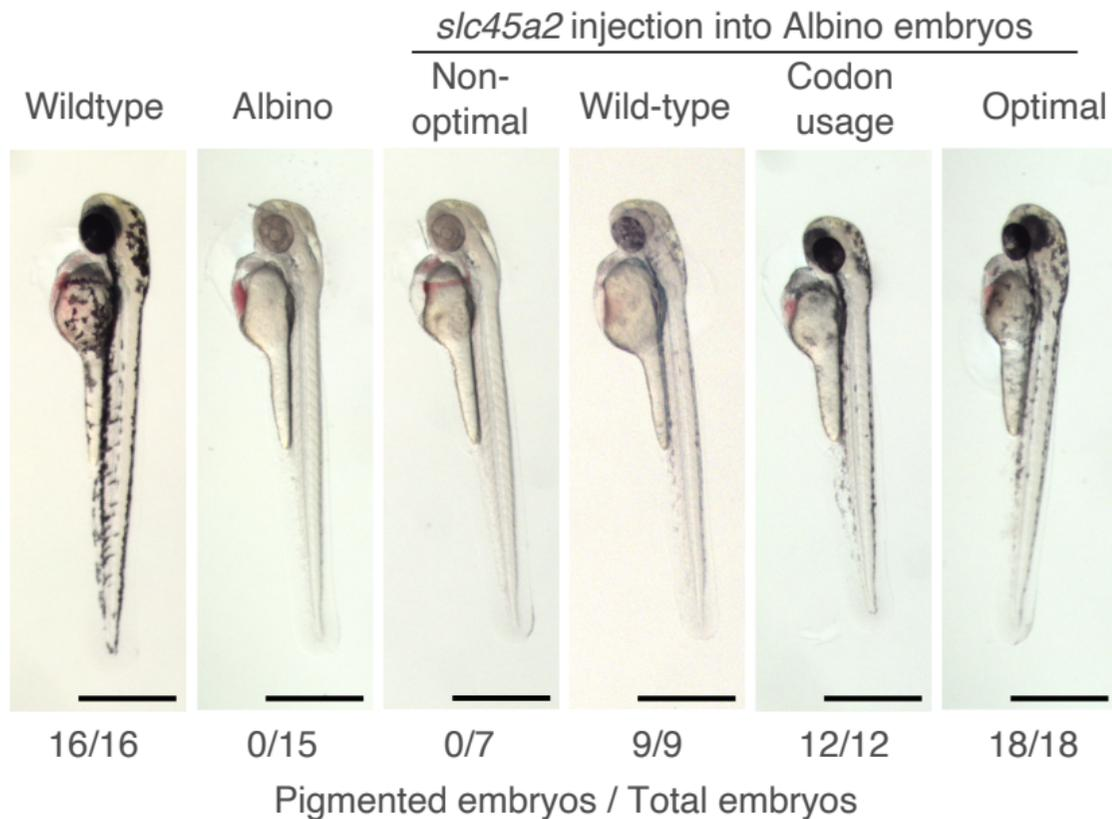 slc45a2 injection into Albino embryos
Wildtype
Albino
Non-
optimal
Wild-type
Codon
usage
Optimal
16/16
0/15
0/7
9/9
12/12
18/18
Pigmented embryos / Total embryos